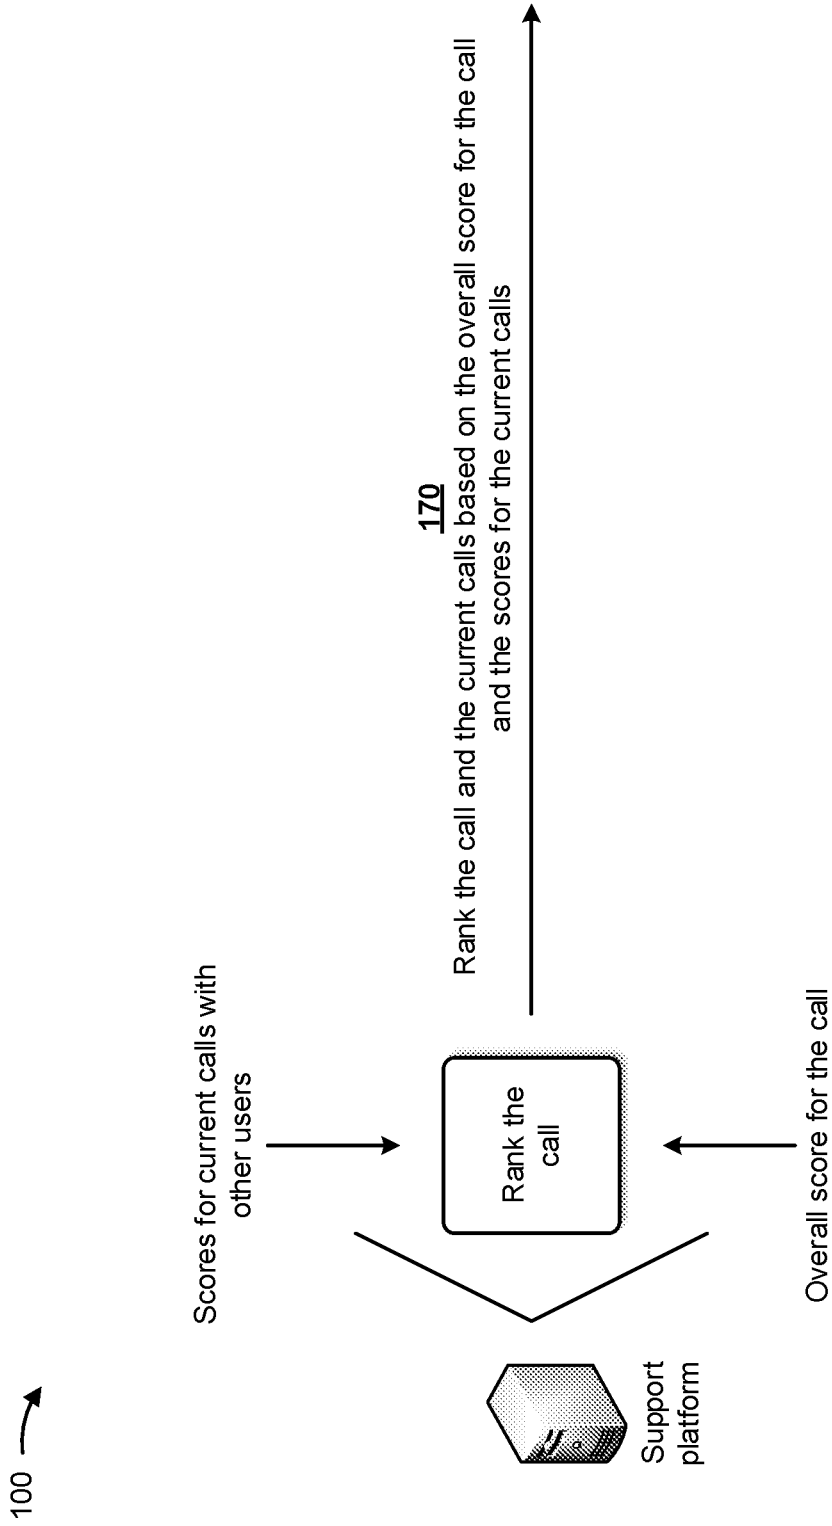 100
Scores for current calls with
other users
170
Rank the call and the current calls based on the overall score for the call
and the scores for the current calls
Rank the
call
Support
platform
Overall score for the call